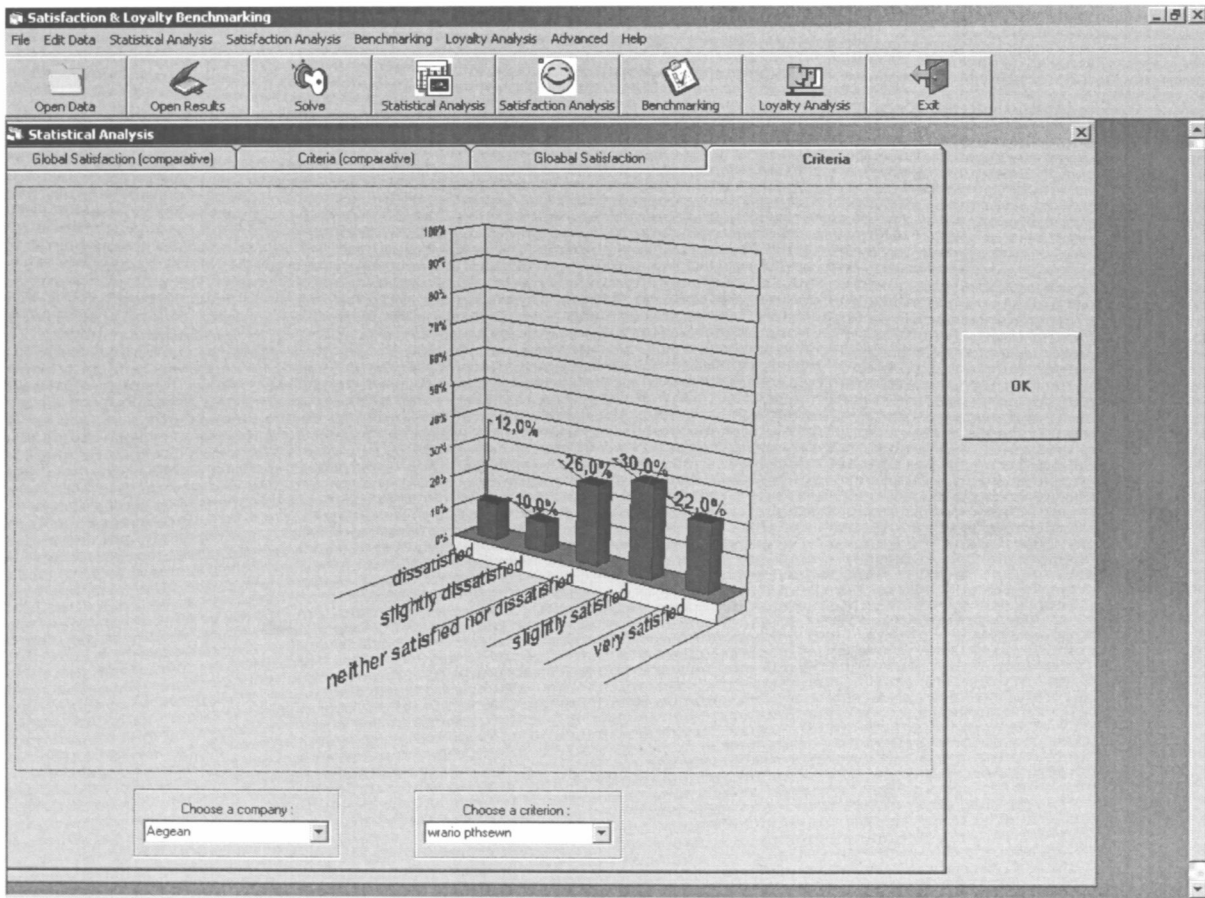 Satisfaction & Loyalty Benchmarking
File Edit Data Statistical Analysis Satisfaction Analysis Benchmarking Loyalty Analysis Advanced Help
Open Data Open Results Solve Statistical Analysis Satisfaction Analysis Benchmarking Loyalty Analysis Exit
Statistical Analysis
Global Satisfaction (comparative) Criteria (comparative) Gloabal Satisfaction Criteria
100%
90%
80%
70%
60%
50%
40%
30%
20%
10%
0%
12,0%
10,0%
26,0%
30,0%
22,0%
dissatisfied
slightly dissatisfied
neither satisfied nor dissatisfied
slightly satisfied
very satisfied
OK
Choose a company : Choose a criterion :
Aegean wrario pthsewn